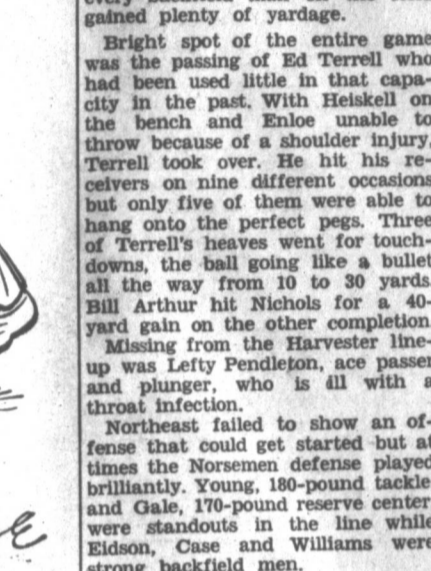 gained plenty of yardage.
Bright spot of the entire game
was the passing of Ed Terrell who
had been used little in that capa-
city in the past. With Heiskell on
the bench and Enloe unable to
throw because of a shoulder injury,
Terrell took over. He hit his re-
ceivers on nine different occasions
but only five of them were able to
hang onto the perfect pegs. Three
of Terrell's heaves went for touch-
downs, the ball going like a bullet
all the way from 10 to 30 yards.
Bill Arthur hit Nichols for a 40-
yard gain on the other completion.
Missing from the Harvester line-
up was Lefty Pendleton, ace passer
and plunger, who is ill with a
throat infection.
Northeast failed to show an of-
fense that could get started but at
times the Norsemen defense played
brilliantly. Young, 180-pound tackle
and Gale, 170-pound reserve center
were standouts in the line while
Eidson, Case and Williams were
strong backfield men.